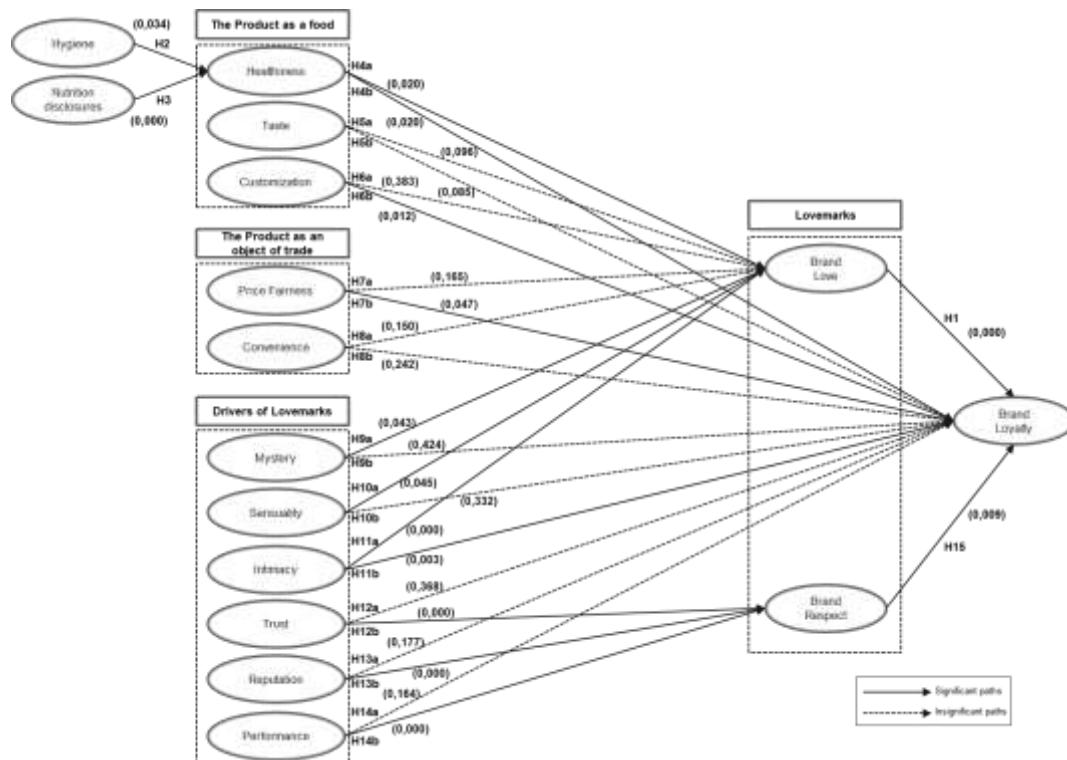 (0,034)
Hygiene
H2
Nutrition
disclosures
H3
(0,000)
The Product as a food
Healthiness
H4a
H4b
(0,020)
(0,020)
Taste
H5a
H5b
(0,096)
(0,085)
Customization
H6a
H6b
(0,383)
(0,012)
The Product as an
object of trade
Price Fairness
H7a
H7b
(0,165)
(0,047)
Convenience
H8a
H8b
(0,150)
(0,242)
Drivers of Lovemarks
Mystery
H9a
H9b
(0,043)
(0,424)
Sensuality
H10a
H10b
(0,045)
(0,332)
Intimacy
H11a
H11b
(0,000)
(0,003)
Trust
H12a
H12b
(0,368)
(0,000)
Reputation
H13a
H13b
(0,177)
(0,000)
Performance
H14a
H14b
(0,164)
(0,000)
Lovemarks
Brand
Love
Brand
Respect
H1
(0,000)
Brand
Loyalty
(0,009)
H15
Significant paths
Insignificant paths